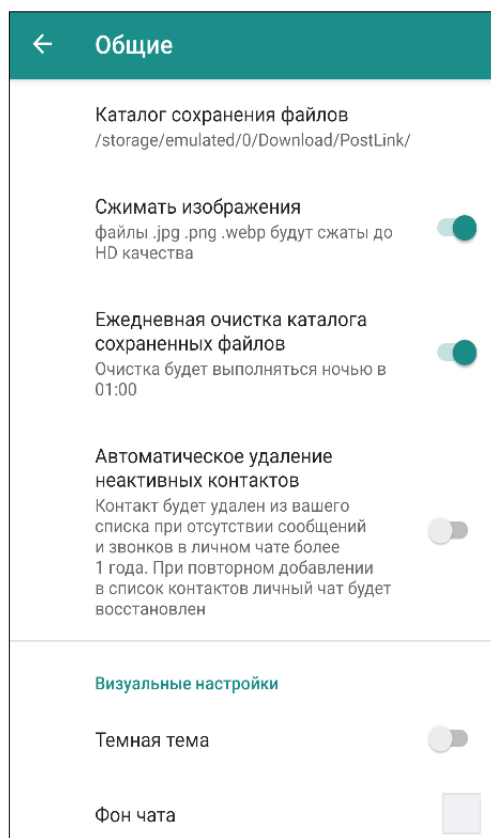 Общие
Каталог сохранения файлов
/storage/emulated/0/Download/PostLink/
Сжимать изображения
файлы .jpg .png .webp будут сжаты до
HD качества
Ежедневная очистка каталога
сохраненных файлов
Очистка будет выполняться ночью в
01:00
Автоматическое удаление
неактивных контактов
Контакт будет удален из вашего
списка при отсутствии сообщений
и звонков в личном чате более
1 года. При повторном добавлении
в список контактов личный чат будет
восстановлен
Визуальные настройки
Темная тема
Фон чата